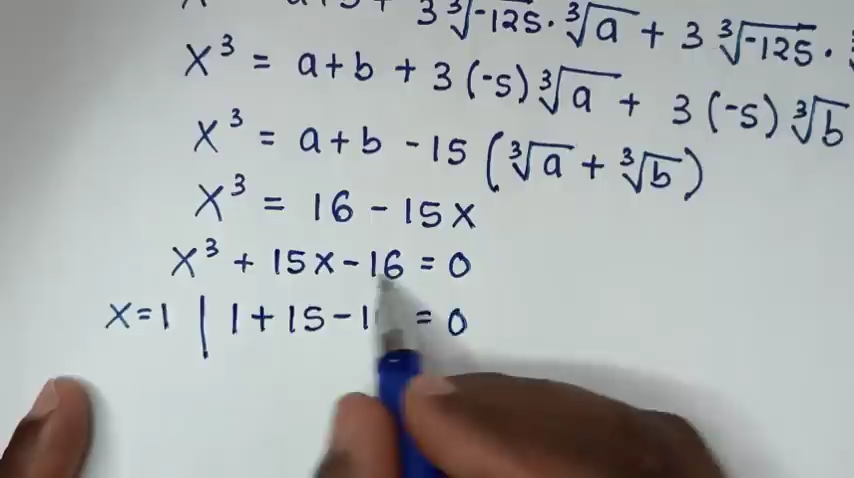 3∛-125 · ∛a + 3∛-125 ·
x³ = a+b + 3(-5)∛a + 3(-5)∛b
x³ = a+b -15(∛a + ∛b)
x³ = 16 - 15x
x³ + 15x - 16 = 0
x=1 | 1+15-1 = 0